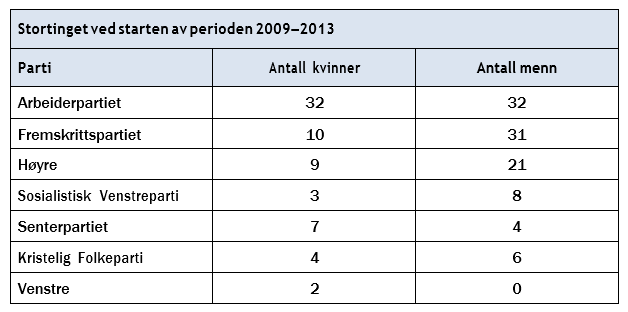 Stortinget ved starten av perioden 2009–2013
Parti Antall kvinner Antall menn
Arbeiderpartiet 32 32
Fremskrittspartiet 10 31
Høyre 9 21
Sosialistisk Venstreparti 3 8
Senterpartiet 7 4
Kristelig Folkeparti 4 6
Venstre 2 0